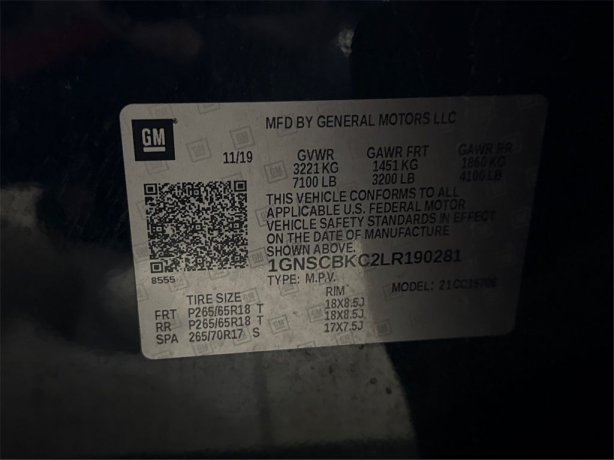 MFD BY GENERAL MOTORS LLC
GM
11/19 GVWR GAWR FRT GAWR RR
3221 KG 1451 KG 1860 KG
7100 LB 3200 LB 4100 LB
THIS VEHICLE CONFORMS TO ALL
APPLICABLE U.S. FEDERAL MOTOR
VEHICLE SAFETY STANDARDS IN EFFECT
ON THE DATE OF MANUFACTURE
SHOWN ABOVE.
8555
1GNSCBKC2LR190281
TYPE: M.P.V. MODEL: 21CC15706
TIRE SIZE RIM
FRT P265/65R18 T 18X8.5J
RR P265/65R18 T 18X8.5J
SPA 265/70R17 S 17X7.5J